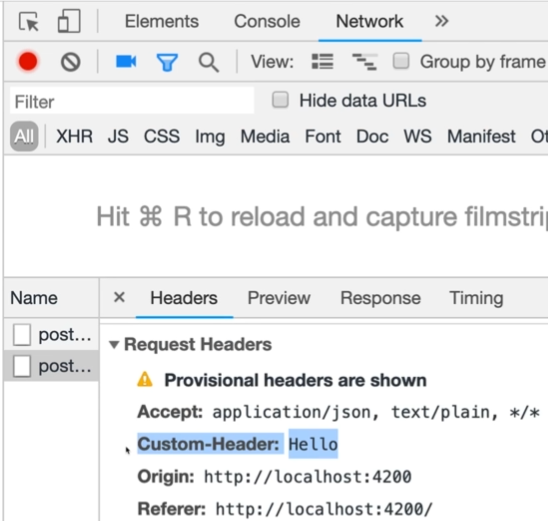 Elements Console Network »
View: Group by frame
Filter Hide data URLs
All XHR JS CSS Img Media Font Doc WS Manifest Ot
Hit ⌘ R to reload and capture filmstrip
Name × Headers Preview Response Timing
post...
post...
▼ Request Headers
Provisional headers are shown
Accept: application/json, text/plain, */*
Custom-Header: Hello
Origin: http://localhost:4200
Referer: http://localhost:4200/